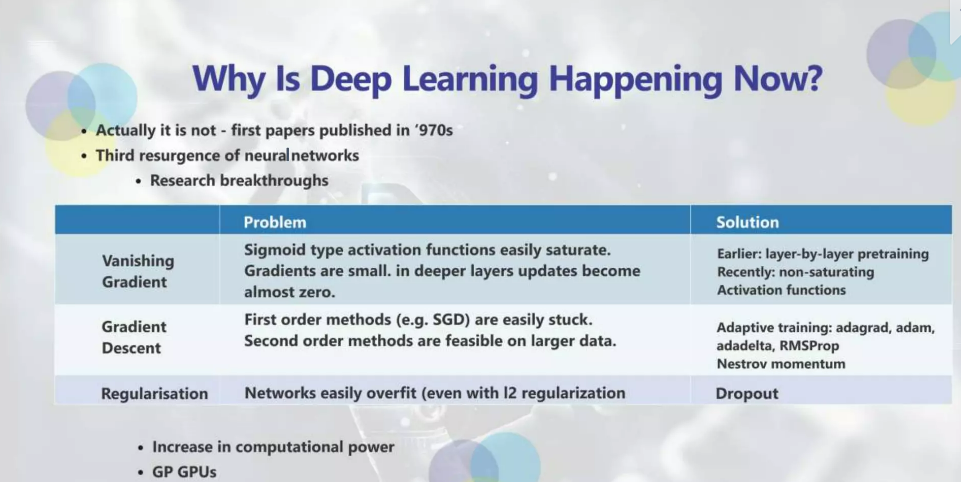 Why Is Deep Learning Happening Now?
• Actually it is not - first papers published in ‘970s
• Third resurgence of neural networks
• Research breakthroughs
Problem
Solution
Vanishing
Gradient
Sigmoid type activation functions easily saturate.
Gradients are small. in deeper layers updates become
almost zero.
Earlier: layer-by-layer pretraining
Recently: non-saturating
Activation functions
Gradient
Descent
First order methods (e.g. SGD) are easily stuck.
Second order methods are feasible on larger data.
Adaptive training: adagrad, adam,
adadelta, RMSProp
Nestrov momentum
Regularisation
Networks easily overfit (even with l2 regularization
Dropout
• Increase in computational power
• GP GPUs